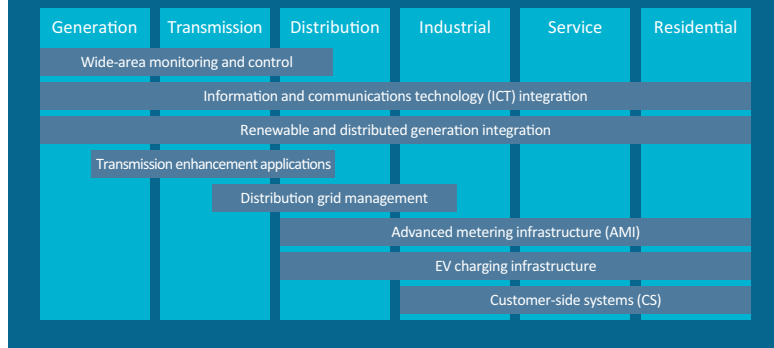 Generation Transmission Distribution Industrial Service Residential
Wide-area monitoring and control
Information and communications technology (ICT) integration
Renewable and distributed generation integration
Transmission enhancement applications
Distribution grid management
Advanced metering infrastructure (AMI)
EV charging infrastructure
Customer-side systems (CS)